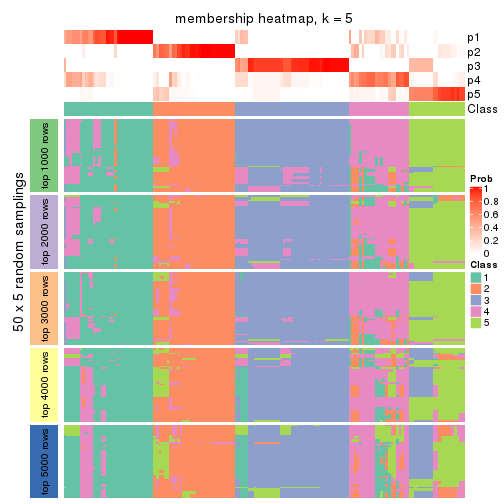 membership heatmap, k = 5
p1
p2
p3
p4
p5
Class
50 x 5 random samplings
top 1000 rows
top 2000 rows
top 3000 rows
top 4000 rows
top 5000 rows
Prob
1
0.8
0.6
0.4
0.2
0
Class
1
2
3
4
5